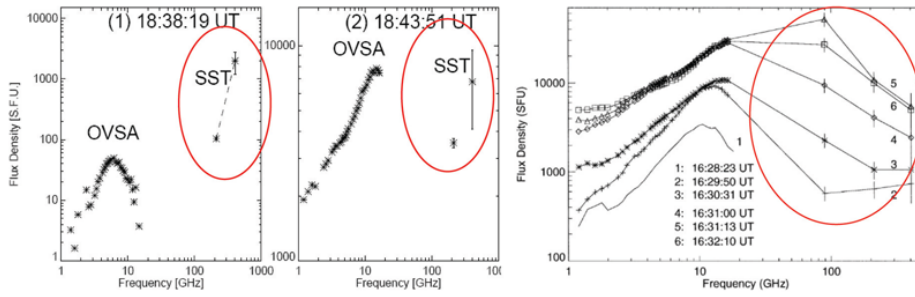 (1) 18:38:19 UT
Flux Density [S.F.U.]
10000
1000
100
10
1
OVSA
SST
1
10
100
1000
Frequency [GHz]
(2) 18:43:51 UT
10000
1000
OVSA
SST
1
10
100
1000
Frequency [GHz]
Flux Density (SFU)
10000
1000
100
5
6
4
3
2
1
1: 16:28:23 UT
2: 16:29:50 UT
3: 16:30:31 UT
4: 16:31:00 UT
5: 16:31:13 UT
6: 16:32:10 UT
1
10
100
Frequency (GHz)